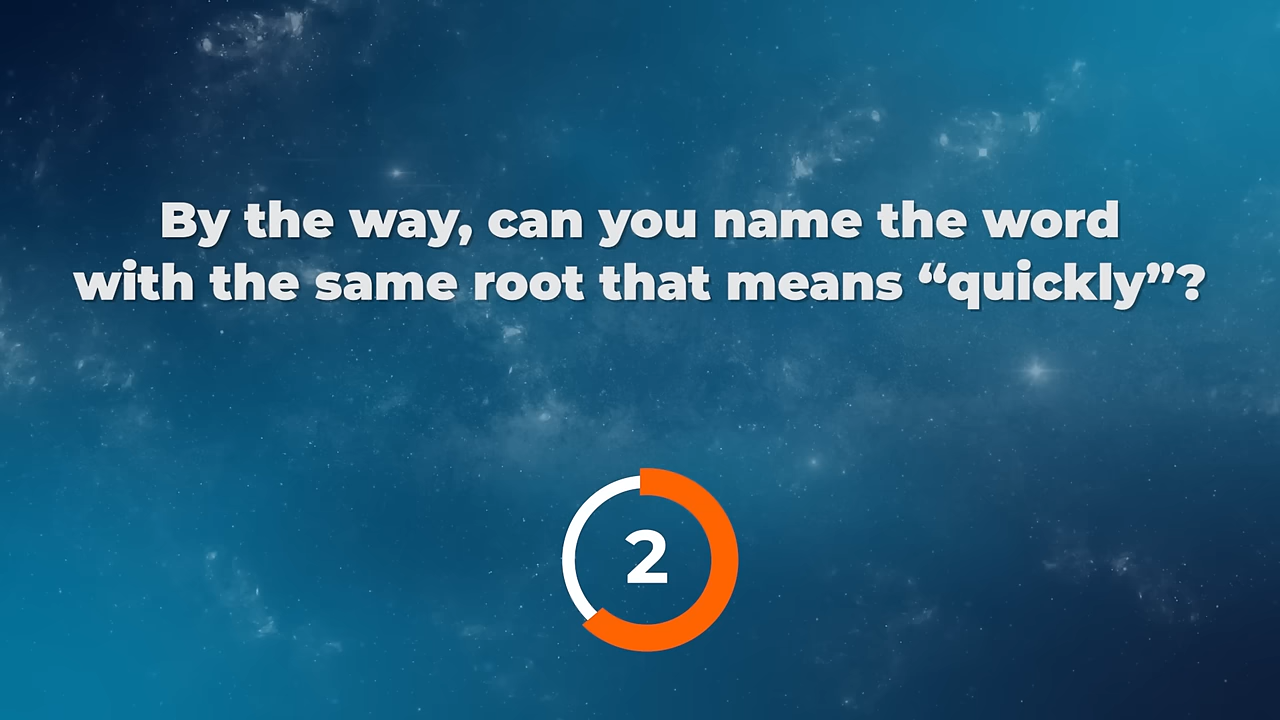 By the way, can you name the word
with the same root that means “quickly”?
2